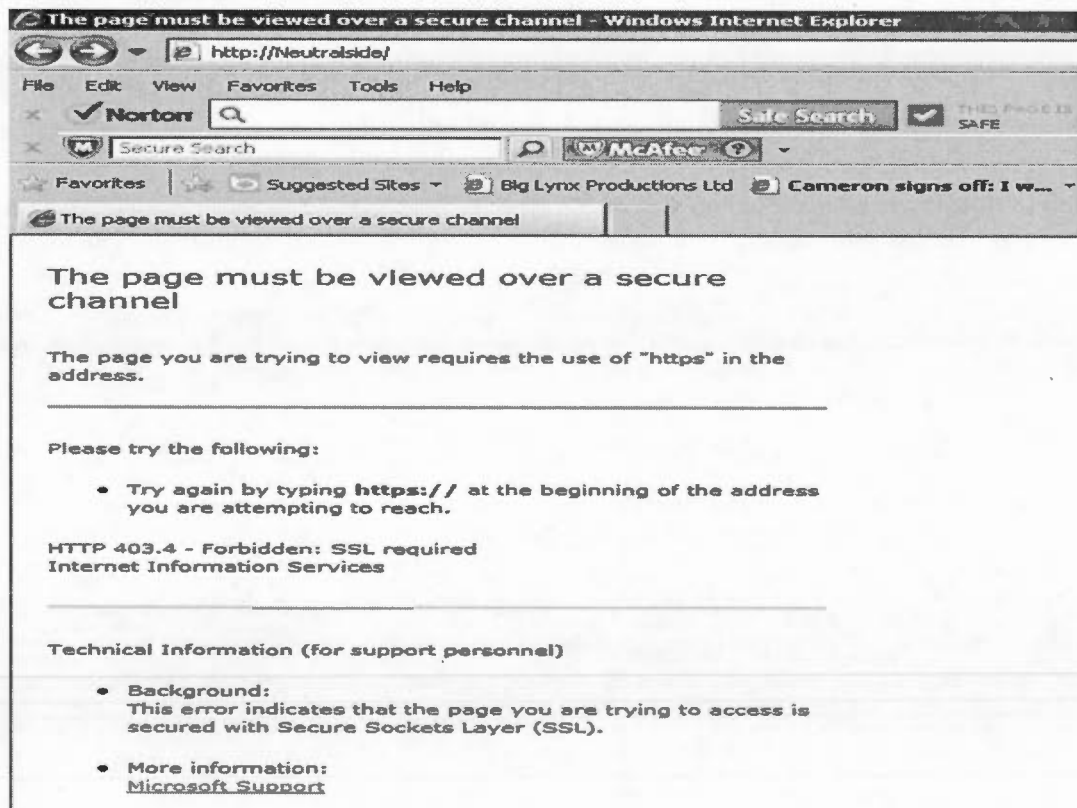 The page must be viewed over a secure channel - Windows Internet Explorer
http://Neutralside/
File Edit View Favorites Tools Help
Norton Safe Search THIS PAGE IS
SAFE
Secure Search McAfee
Favorites Suggested Sites Big Lynx Productions Ltd Cameron signs off: I w...
The page must be viewed over a secure channel
The page must be viewed over a secure
channel
The page you are trying to view requires the use of "https" in the
address.
Please try the following:
• Try again by typing https:// at the beginning of the address
you are attempting to reach.
HTTP 403.4 - Forbidden: SSL required
Internet Information Services
Technical Information (for support personnel)
• Background:
This error indicates that the page you are trying to access is
secured with Secure Sockets Layer (SSL).
• More information:
Microsoft Support